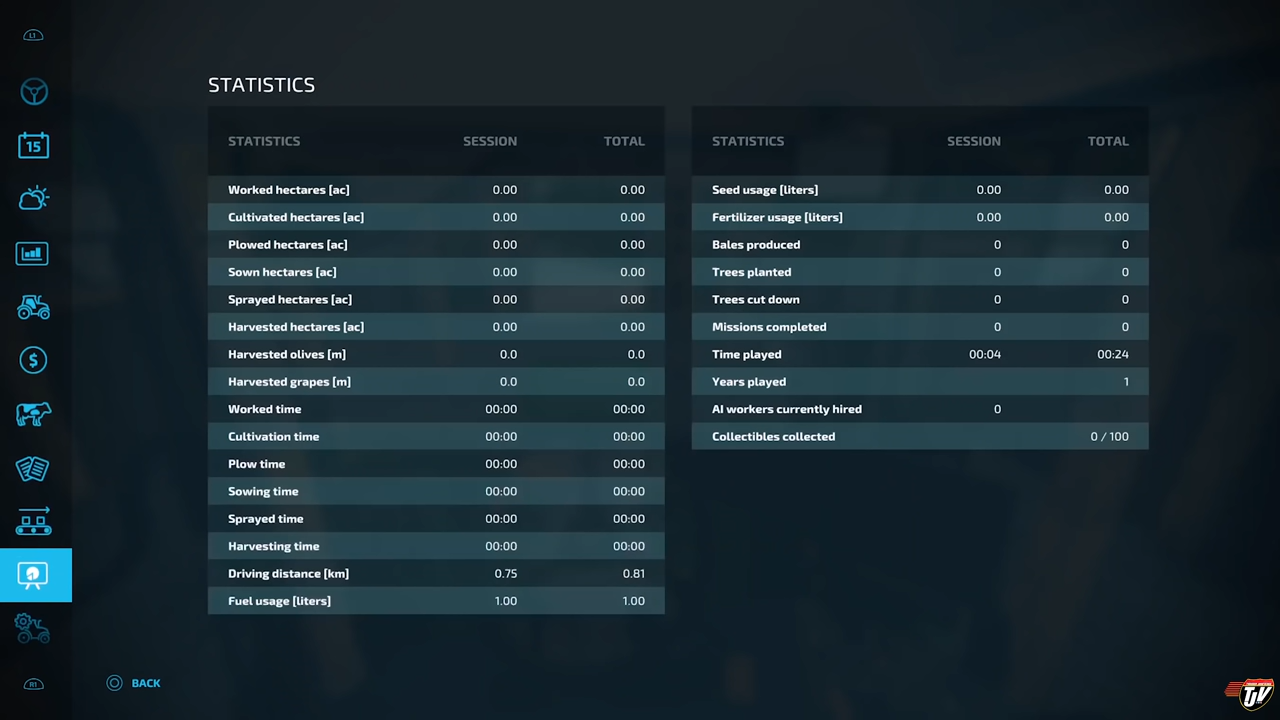 L1
STATISTICS
STATISTICS SESSION TOTAL
Worked hectares [ac] 0.00 0.00
Cultivated hectares [ac] 0.00 0.00
Plowed hectares [ac] 0.00 0.00
Sown hectares [ac] 0.00 0.00
Sprayed hectares [ac] 0.00 0.00
Harvested hectares [ac] 0.00 0.00
Harvested olives [m] 0.0 0.0
Harvested grapes [m] 0.0 0.0
Worked time 00:00 00:00
Cultivation time 00:00 00:00
Plow time 00:00 00:00
Sowing time 00:00 00:00
Sprayed time 00:00 00:00
Harvesting time 00:00 00:00
Driving distance [km] 0.75 0.81
Fuel usage [liters] 1.00 1.00
STATISTICS SESSION TOTAL
Seed usage [liters] 0.00 0.00
Fertilizer usage [liters] 0.00 0.00
Bales produced 0 0
Trees planted 0 0
Trees cut down 0 0
Missions completed 0 0
Time played 00:04 00:24
Years played 1
AI workers currently hired 0
Collectibles collected 0 / 100
15
$
R1
BACK
TJV